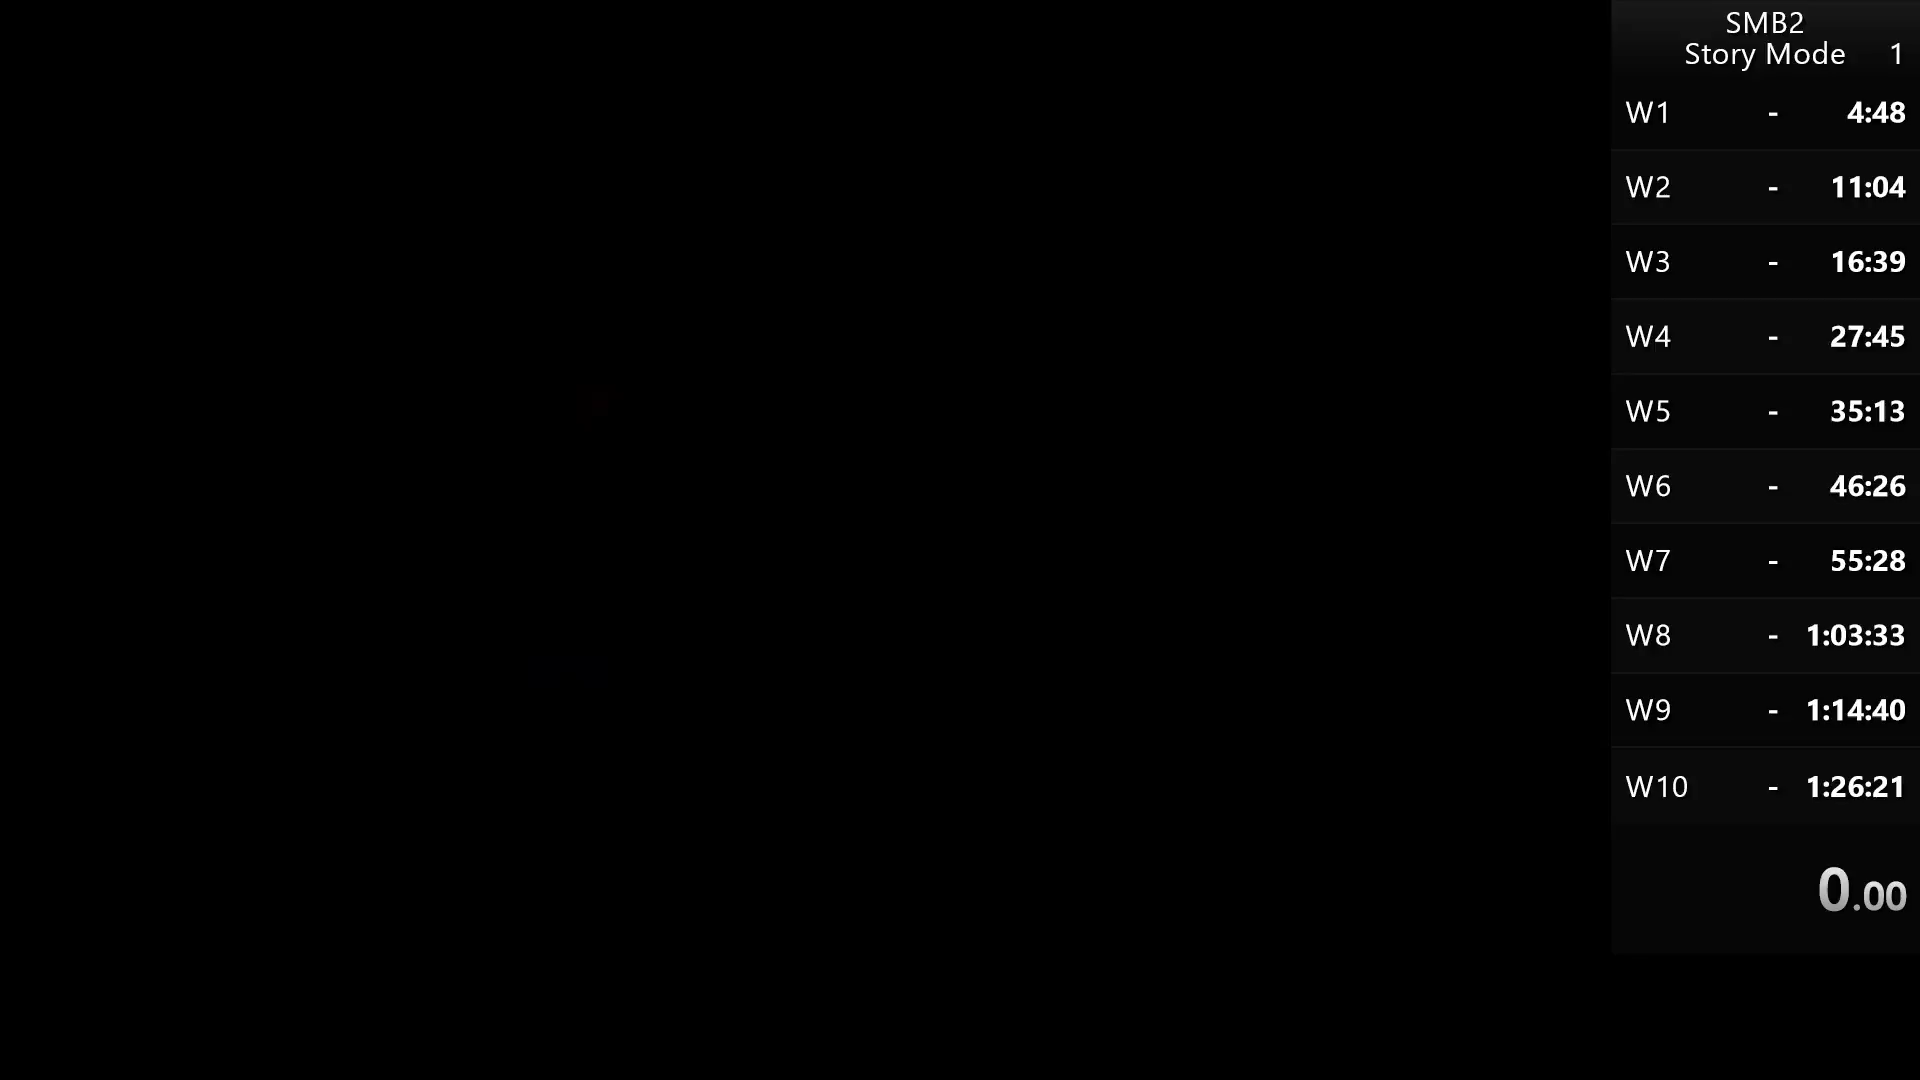 SMB2
Story Mode 1
W1 - 4:48
W2 - 11:04
W3 - 16:39
W4 - 27:45
W5 - 35:13
W6 - 46:26
W7 - 55:28
W8 - 1:03:33
W9 - 1:14:40
W10 - 1:26:21
0.00